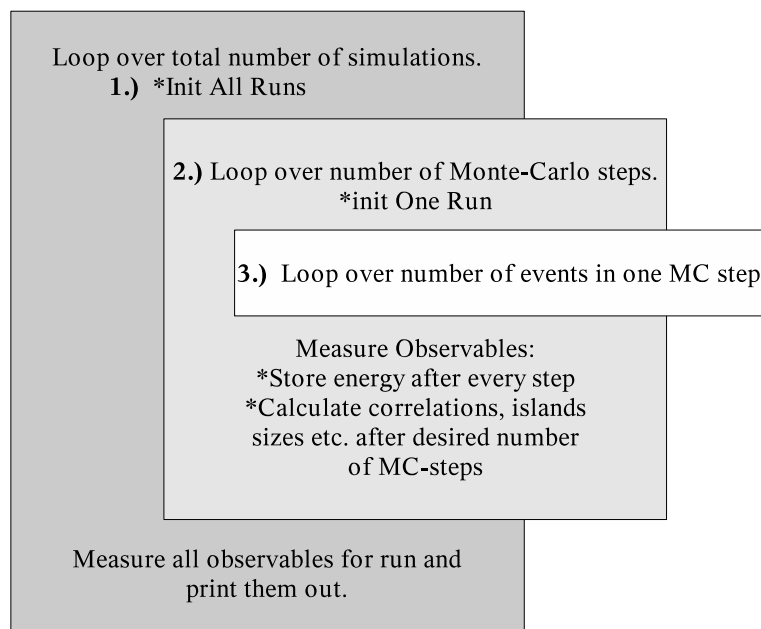 Loop over total number of simulations.
1.) *Init All Runs
2.) Loop over number of Monte-Carlo steps.
*init One Run
3.) Loop over number of events in one MC step
Measure Observables:
*Store energy after every step
*Calculate correlations, islands
sizes etc. after desired number
of MC-steps
Measure all observables for run and
print them out.